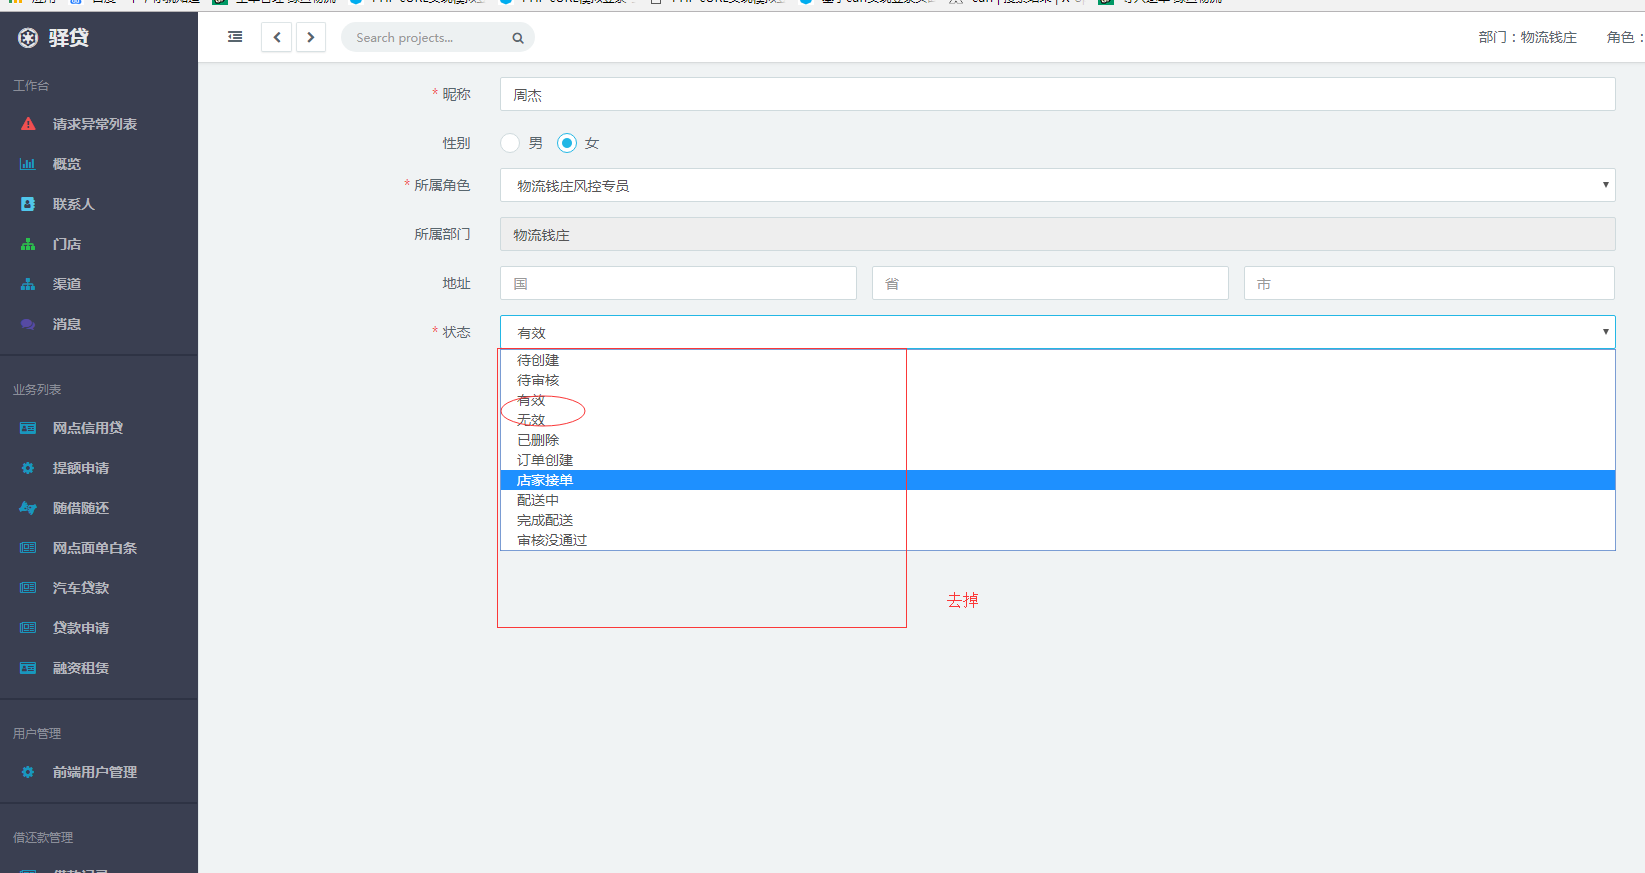 驿贷
Search projects...
部门：物流钱庄
角色：
工作台
请求异常列表
概览
联系人
门店
渠道
消息
业务列表
网点信用贷
提额申请
随借随还
网点面单白条
汽车贷款
贷款申请
融资租赁
用户管理
前端用户管理
借还款管理
* 昵称
周杰
性别
男
女
* 所属角色
物流钱庄风控专员
所属部门
物流钱庄
地址
国
省
市
* 状态
有效
待创建
待审核
有效
无效
已删除
订单创建
店家接单
配送中
完成配送
审核没通过
去掉